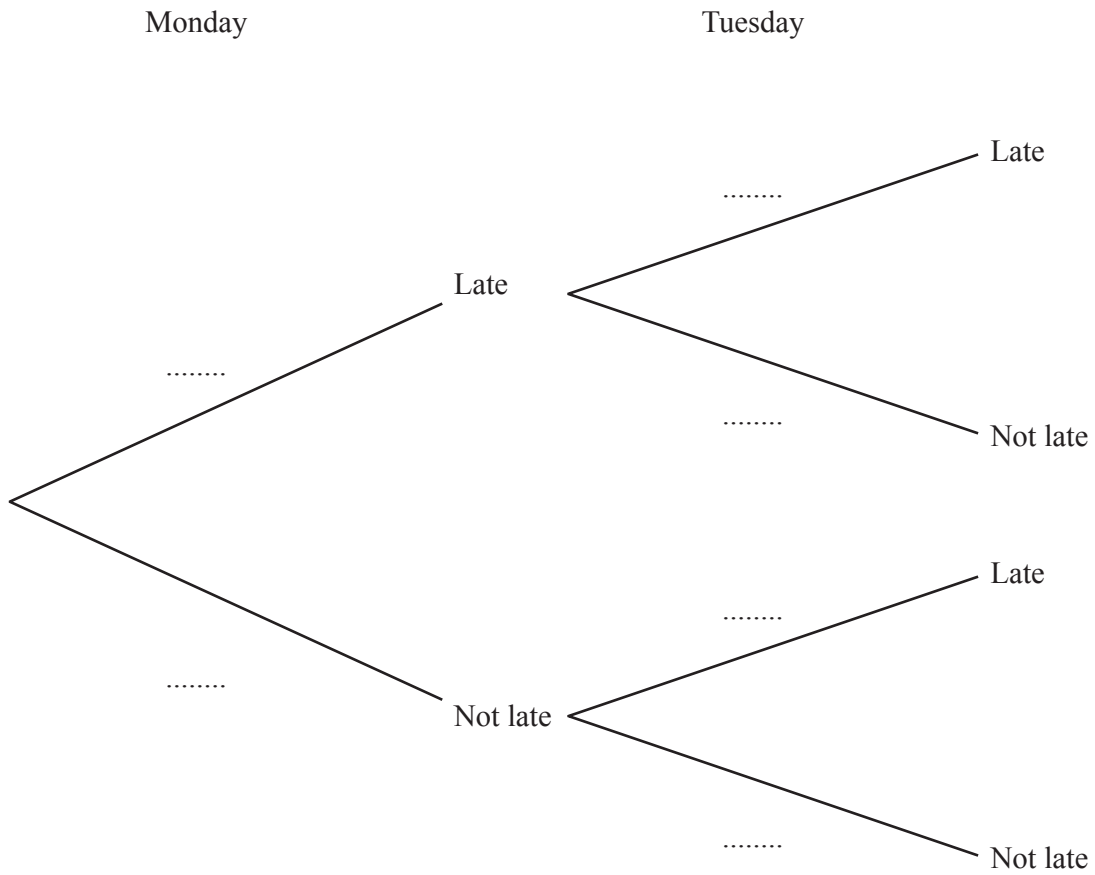 Monday Tuesday
Late
........
Late
........
........
Not late
Late
........
........
Not late
........
Not late